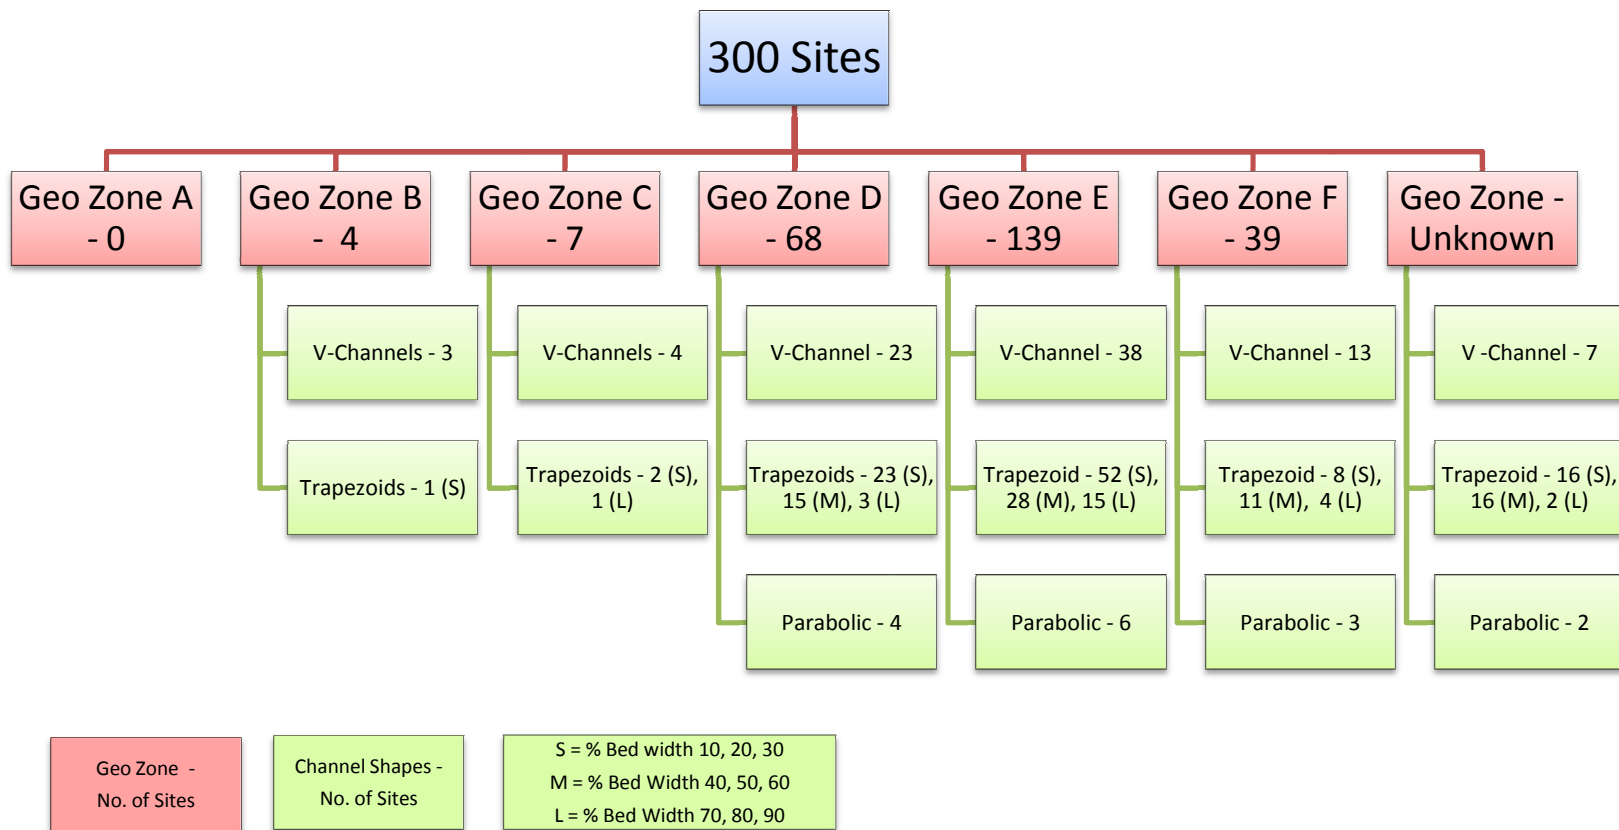 300 Sites
Geo Zone A
- 0
Geo Zone B
- 4
Geo Zone C
- 7
Geo Zone D
- 68
Geo Zone E
- 139
Geo Zone F
- 39
Geo Zone -
Unknown
V-Channels - 3
V-Channels - 4
V-Channel - 23
V-Channel - 38
V-Channel - 13
V -Channel - 7
Trapezoids - 1 (S)
Trapezoids - 2 (S),
1 (L)
Trapezoids - 23 (S),
15 (M), 3 (L)
Trapezoid - 52 (S),
28 (M), 15 (L)
Trapezoid - 8 (S),
11 (M), 4 (L)
Trapezoid - 16 (S),
16 (M), 2 (L)
Parabolic - 4
Parabolic - 6
Parabolic - 3
Parabolic - 2
Geo Zone -
No. of Sites
Channel Shapes -
No. of Sites
S = % Bed width 10, 20, 30
M = % Bed Width 40, 50, 60
L = % Bed Width 70, 80, 90